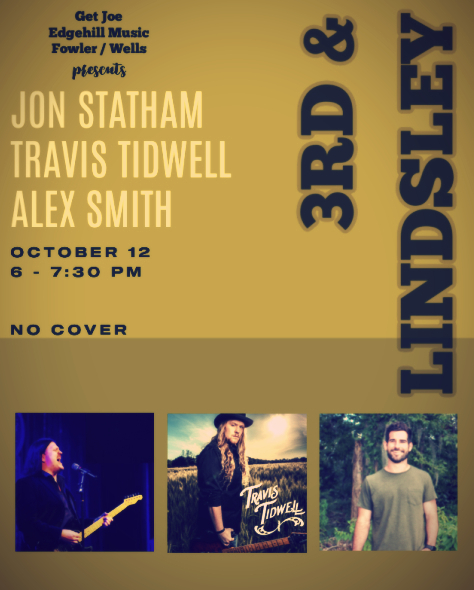 Get Joe
Edgehill Music
Fowler / Wells
presents
JON STATHAM
TRAVIS TIDWELL
ALEX SMITH
OCTOBER 12
6 - 7:30 PM
NO COVER
3RD &
LINDSLEY
TRAVIS
TIDWELL